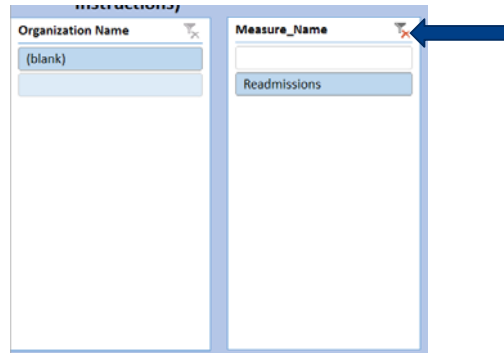 instructions)
Organization Name
Measure_Name
(blank)
Readmissions